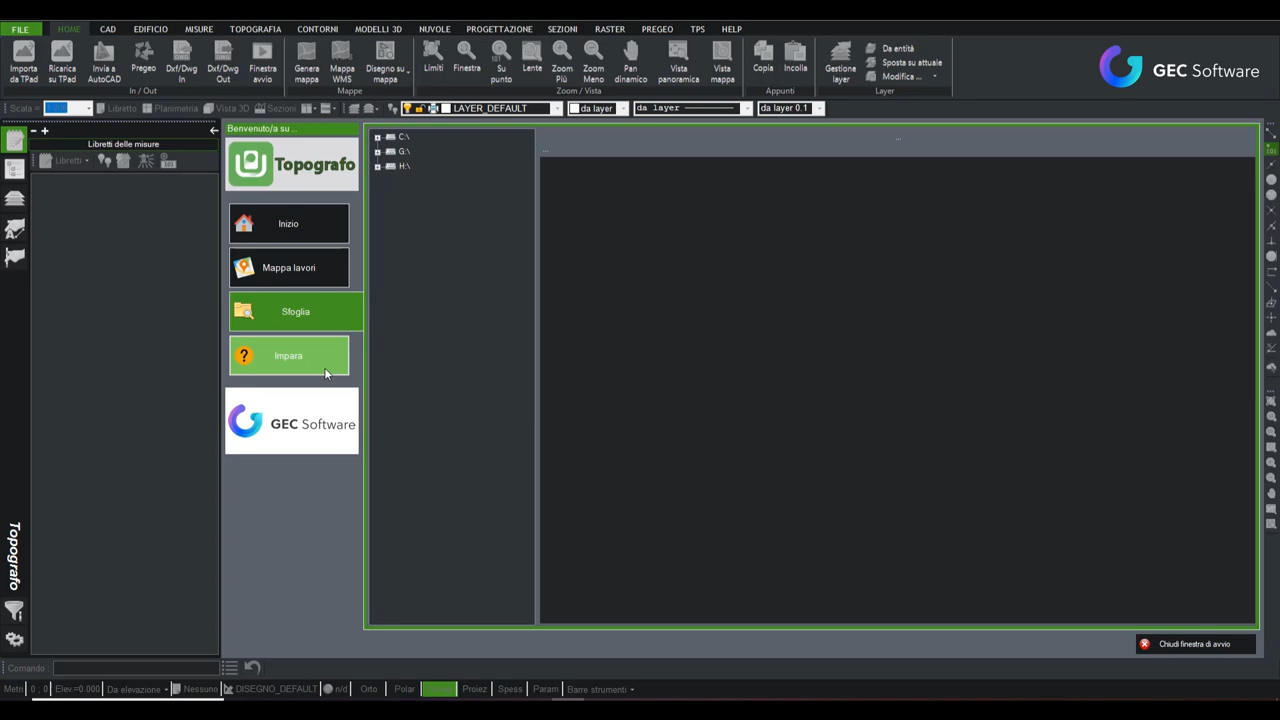 FILE HOME CAD EDIFICIO MISURE TOPOGRAFIA CONTORNI MODELLI 3D NUVOLE PROGETTAZIONE SEZIONI RASTER PREGEO TPS HELP
Importa da TPad
Ricarica su TPad
Invia a AutoCAD
Pregeo
Dxf/Dwg In
Dxf/Dwg Out
Finestra avvio
Genera mappa
Mappa WMS
Disegno su mappa
Limiti
Finestra
Su punto
Lente
Zoom Più
Zoom Meno
Pan dinamico
Vista panoramica
Vista mappa
Copia
Incolla
Gestione layer
Da entità
Sposta su attuale
Modifica ...
In / Out Mappe Zoom / Vista Appunti Layer
GEC Software
Scala = Libretto Planimetria Vista 3D Sezioni LAYER_DEFAULT da layer da layer da layer 0.1
Libretti delle misure
Libretti
Benvenuto/a su ...
Topografo
Inizio
Mappa lavori
Sfoglia
Impara
GEC Software
C:\
G:\
H:\
...
...
Topografo
Chiudi finestra di avvio
Comando :
Metri 0 ; 0 Elev=0.000 Da elevazione Nessuno DISEGNO_DEFAULT n/d Orto Polar Proiez Spess Param Barre strumenti